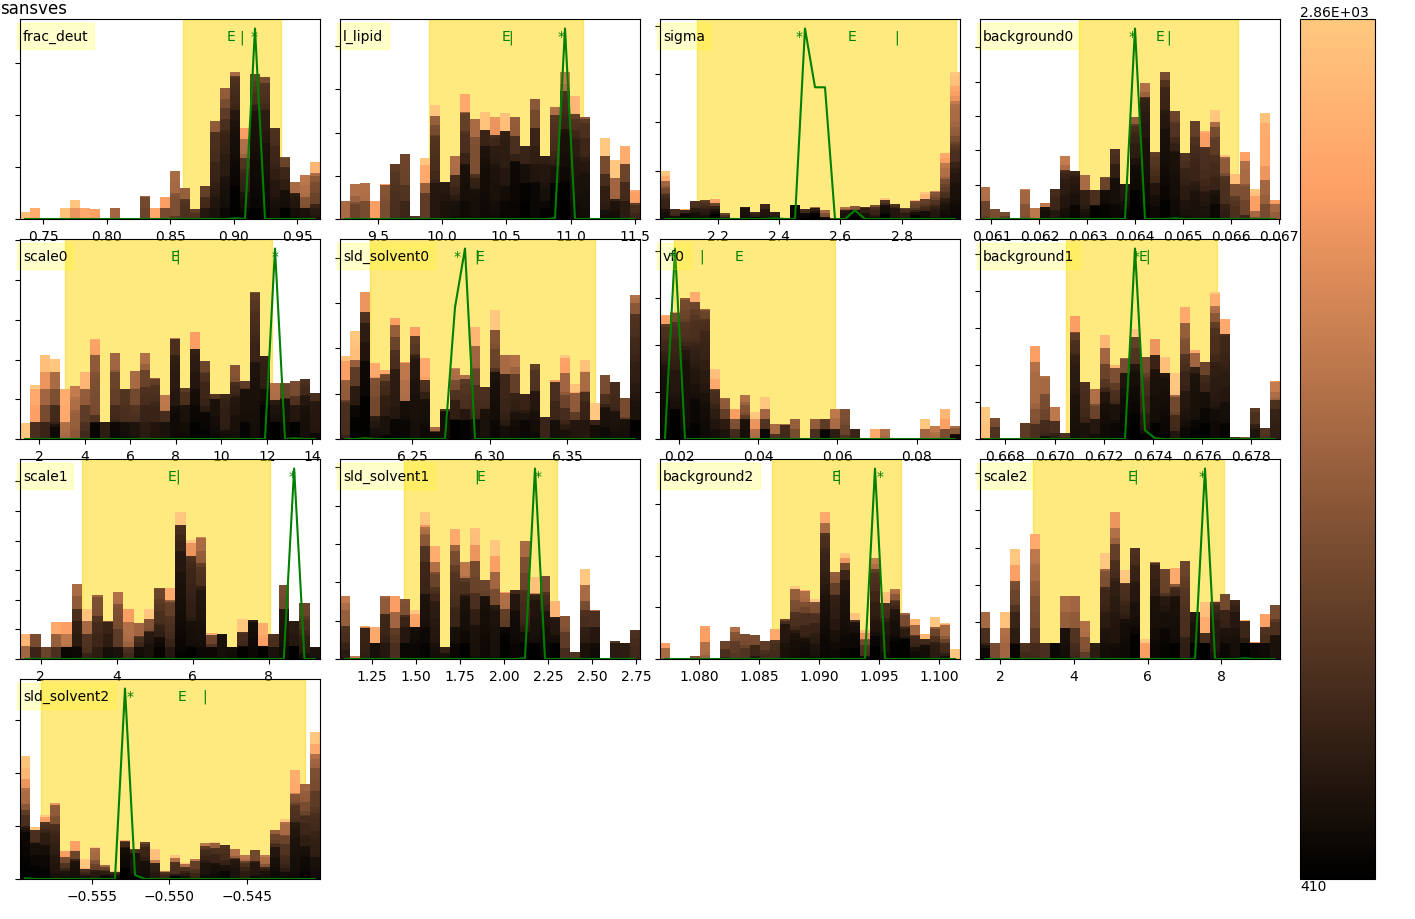 sansves
2.86E+03
frac_deut E | *
l_lipid E| *
sigma * E |
background0 * E |
0.75 0.80 0.85 0.90 0.95
9.5 10.0 10.5 11.0 11.5
2.2 2.4 2.6 2.8
0.061 0.062 0.063 0.064 0.065 0.066 0.067
scale0 E| *
sld_solvent0 * |E
vf0 * | E
background1 *E|
2 4 6 8 10 12 14
6.25 6.30 6.35
0.02 0.04 0.06 0.08
0.668 0.670 0.672 0.674 0.676 0.678
scale1 E| *
sld_solvent1 |E *
background2 E| *
scale2 E| *
2 4 6 8
1.25 1.50 1.75 2.00 2.25 2.50 2.75
1.080 1.085 1.090 1.095 1.100
2 4 6 8
sld_solvent2 * E |
−0.555 −0.550 −0.545
410